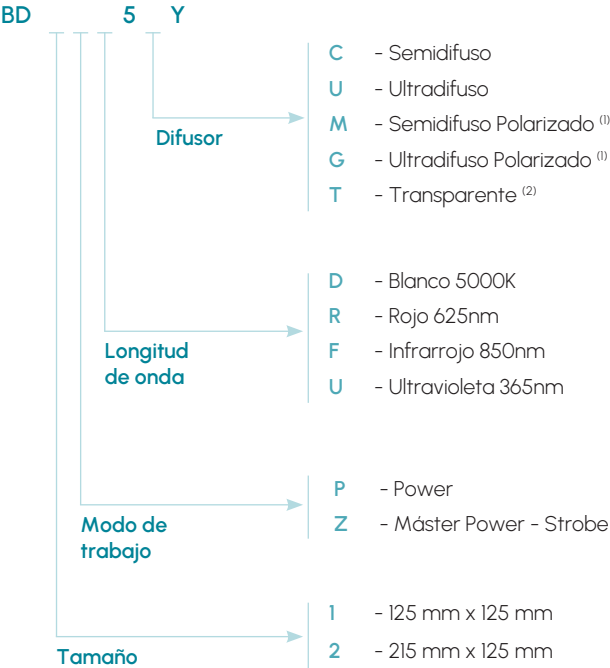 BD 5 Y
C - Semidifuso
U - Ultradifuso
M - Semidifuso Polarizado (1)
G - Ultradifuso Polarizado (1)
T - Transparente (2)
Difusor
D - Blanco 5000K
R - Rojo 625nm
F - Infrarrojo 850nm
U - Ultravioleta 365nm
Longitud
de onda
P - Power
Z - Máster Power - Strobe
Modo de
trabajo
1 - 125 mm x 125 mm
2 - 215 mm x 125 mm
Tamaño